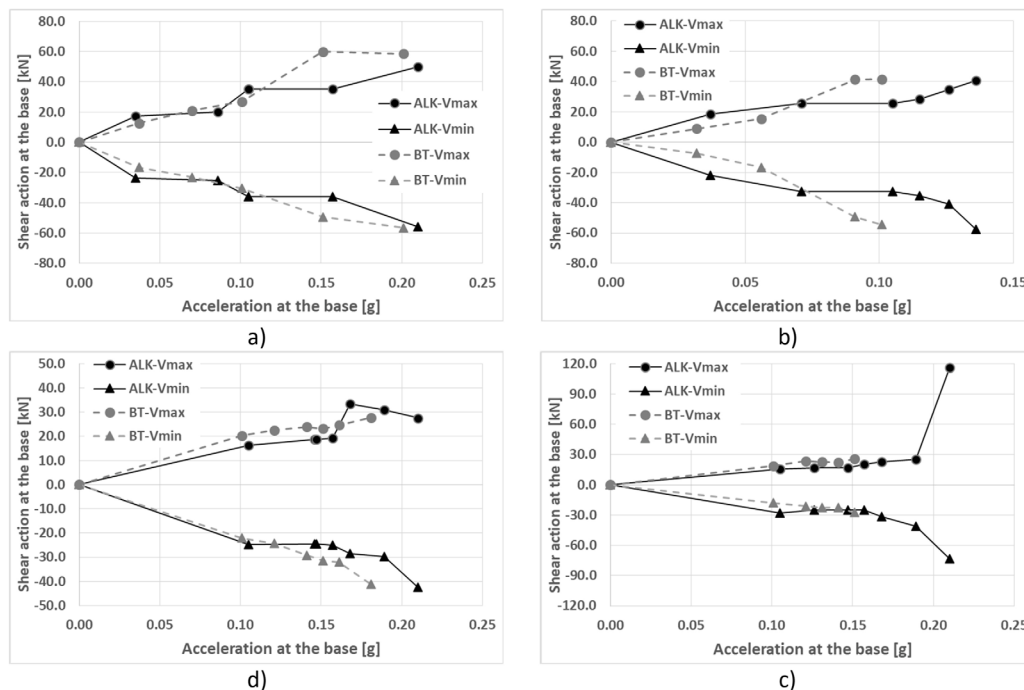 80.0
60.0
40.0
20.0
0.0
-20.0
-40.0
-60.0
-80.0
Shear action at the base [kN]
0.00 0.05 0.10 0.15 0.20 0.25
Acceleration at the base [g]
ALK-Vmax
ALK-Vmin
BT-Vmax
BT-Vmin
a)
80.0
60.0
40.0
20.0
0.0
-20.0
-40.0
-60.0
-80.0
Shear action at the base [kN]
0.00 0.05 0.10 0.15
Acceleration at the base [g]
ALK-Vmax
ALK-Vmin
BT-Vmax
BT-Vmin
b)
50.0
40.0
30.0
20.0
10.0
0.0
-10.0
-20.0
-30.0
-40.0
-50.0
Shear action at the base [kN]
0.00 0.05 0.10 0.15 0.20 0.25
Acceleration at the base [g]
ALK-Vmax
ALK-Vmin
BT-Vmax
BT-Vmin
d)
120.0
90.0
60.0
30.0
0.0
-30.0
-60.0
-90.0
-120.0
Shear action at the base [kN]
0.00 0.05 0.10 0.15 0.20 0.25
Acceleration at the base [g]
ALK-Vmax
ALK-Vmin
BT-Vmax
BT-Vmin
c)